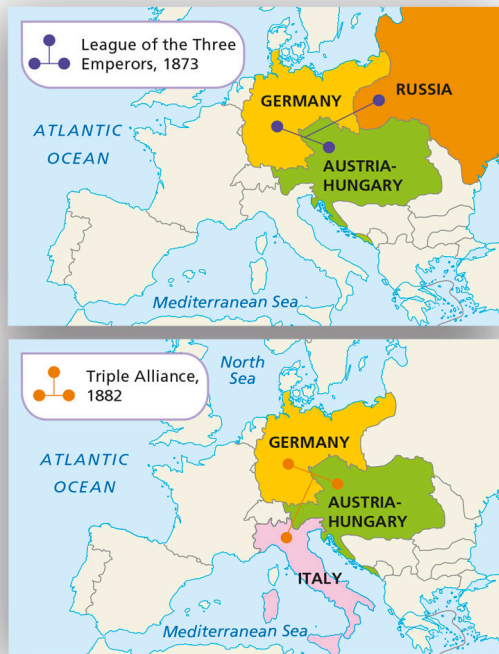 League of the Three
Emperors, 1873
RUSSIA
GERMANY
ATLANTIC
OCEAN
AUSTRIA-
HUNGARY
Mediterranean Sea
Triple Alliance,
1882
North
Sea
GERMANY
ATLANTIC
OCEAN
AUSTRIA-
HUNGARY
ITALY
Mediterranean Sea